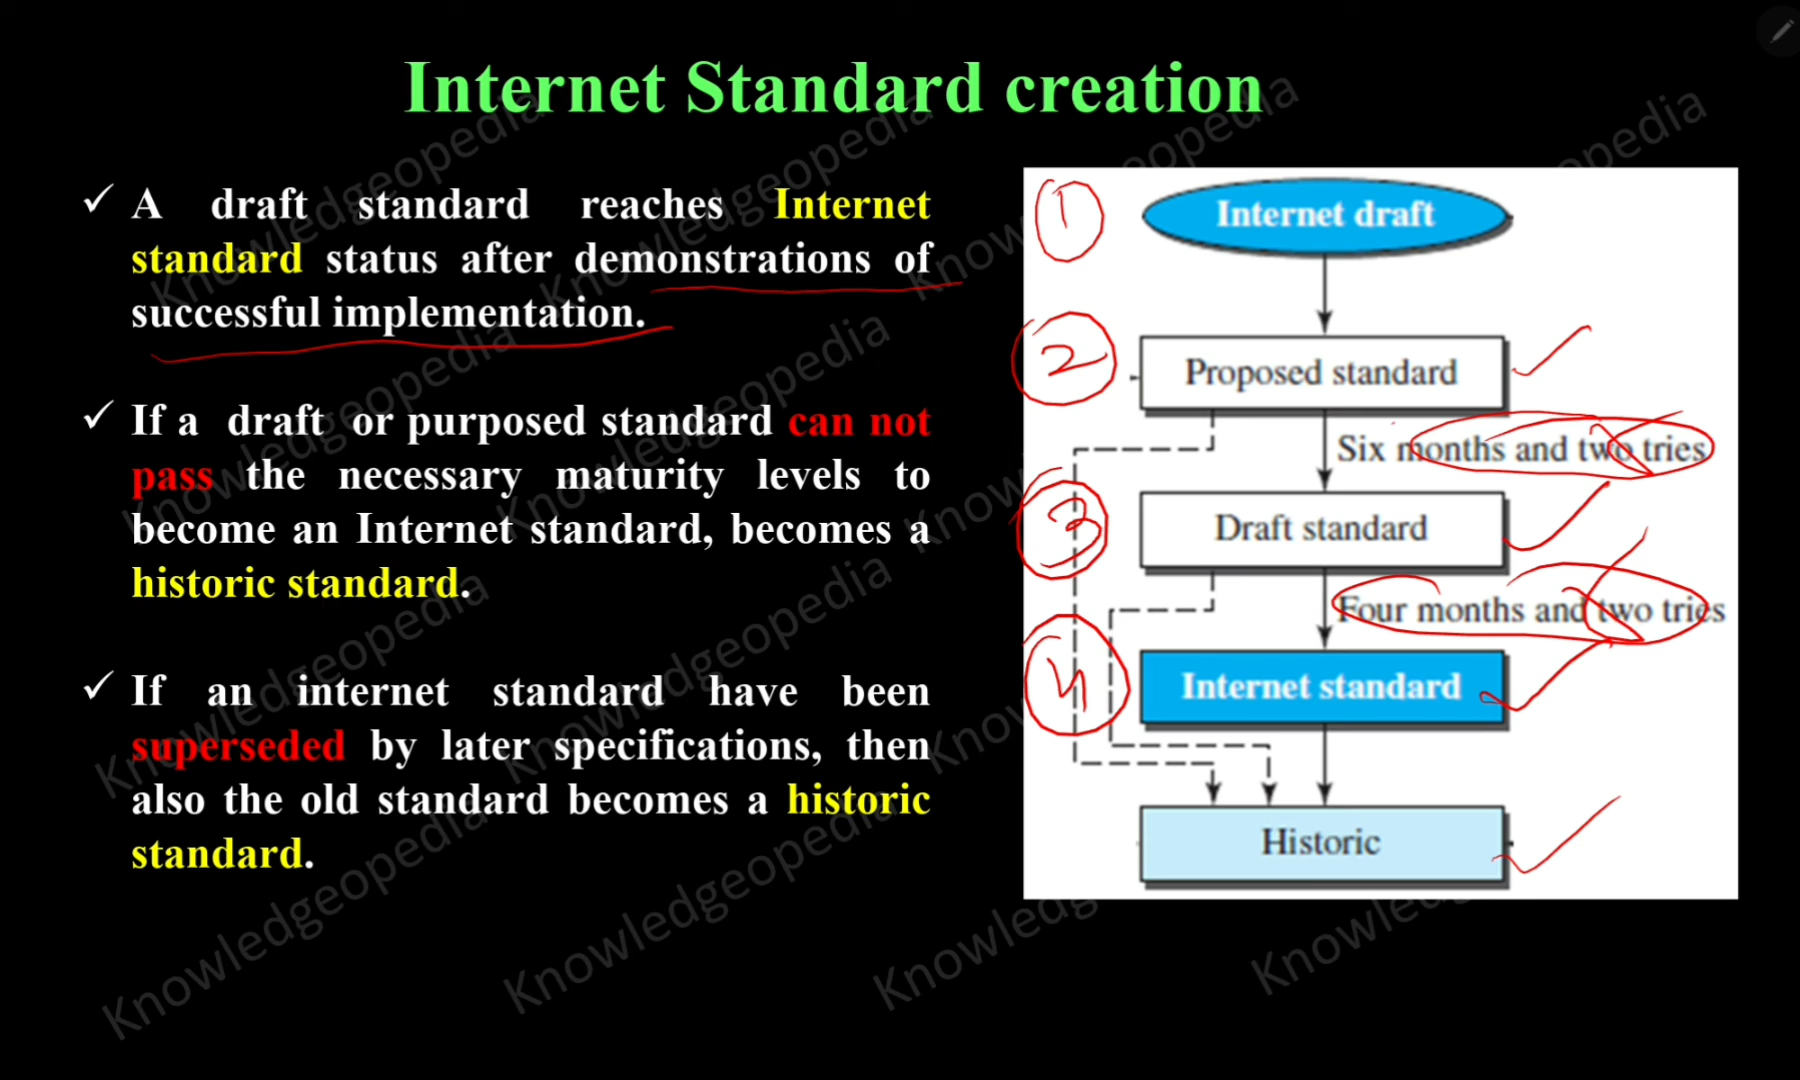 Internet Standard creation
✓ A draft standard reaches Internet
standard status after demonstrations of
successful implementation.
✓ If a draft or purposed standard can not
pass the necessary maturity levels to
become an Internet standard, becomes a
historic standard.
✓ If an internet standard have been
superseded by later specifications, then
also the old standard becomes a historic
standard.
1
Internet draft
2
Proposed standard
Six months and two tries
3
Draft standard
Four months and two tries
4
Internet standard
Historic
Knowledgeopedia